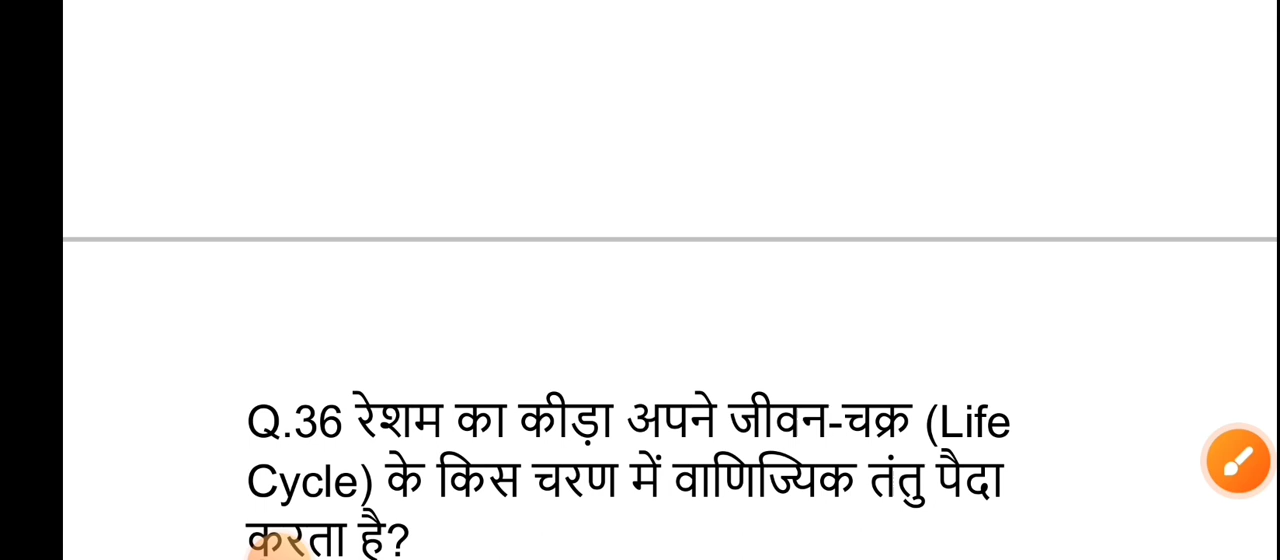 Q.36 रेशम का कीड़ा अपने जीवन-चक्र (Life
Cycle) के किस चरण में वाणिज्यिक तंतु पैदा
करता है?